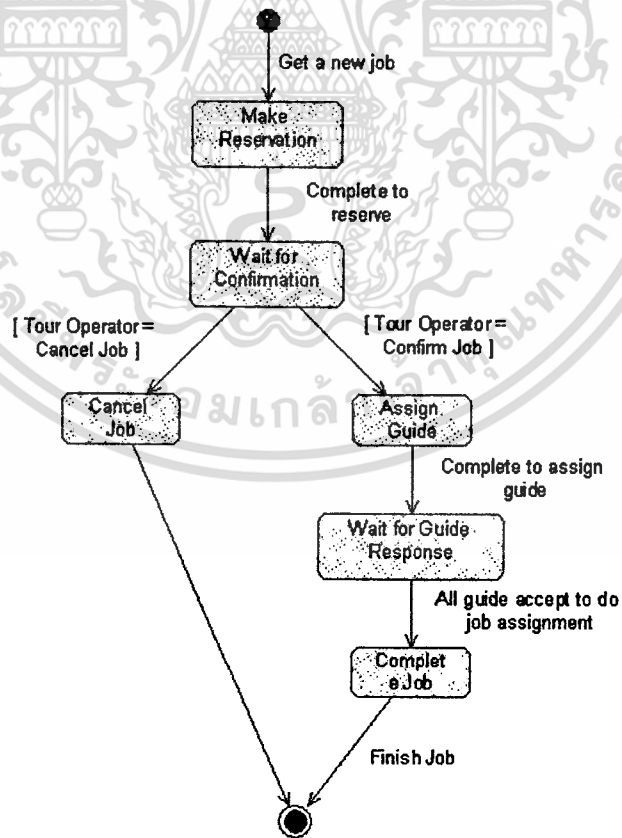 Get a new job
Make
Reservation
Complete to
reserve
Wait for
Confirmation
[ Tour Operator=
Cancel Job ]
[ Tour Operator=
Confirm Job ]
Cancel
Job
Assign
Guide
Complete to assign
guide
Wait for Guide
Response
All guide accept to do
job assignment
Complet
e Job
Finish Job